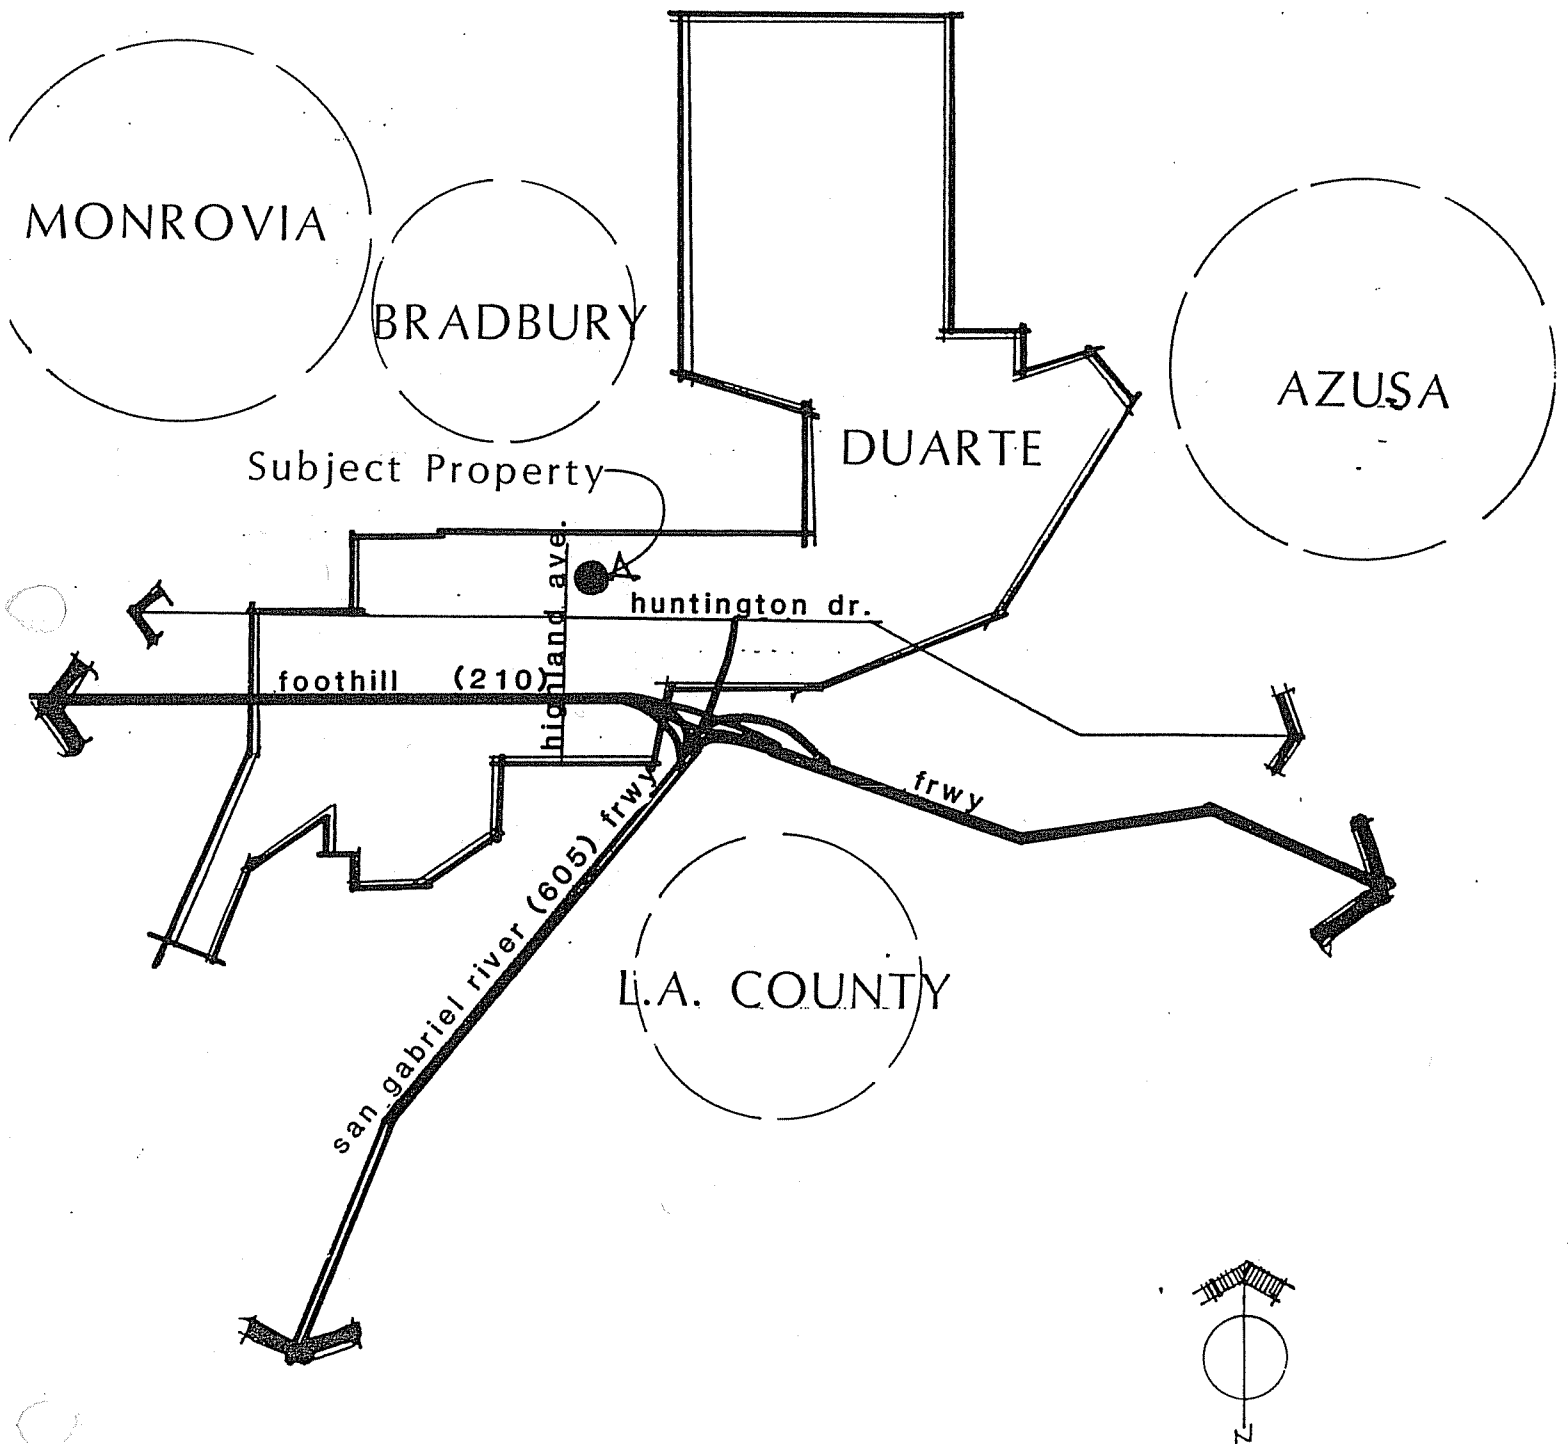 MONROVIA
BRADBURY
AZUSA
DUARTE
Subject Property
highland ave.
huntington dr.
foothill (210)
frwy
san gabriel river (605) frwy
L.A. COUNTY
N